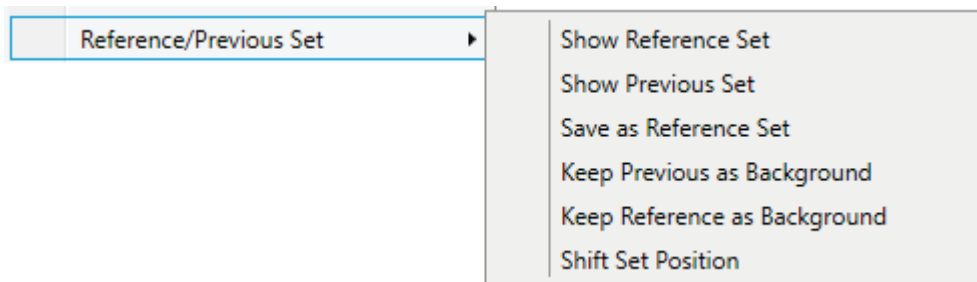 Reference/Previous Set
Show Reference Set
Show Previous Set
Save as Reference Set
Keep Previous as Background
Keep Reference as Background
Shift Set Position